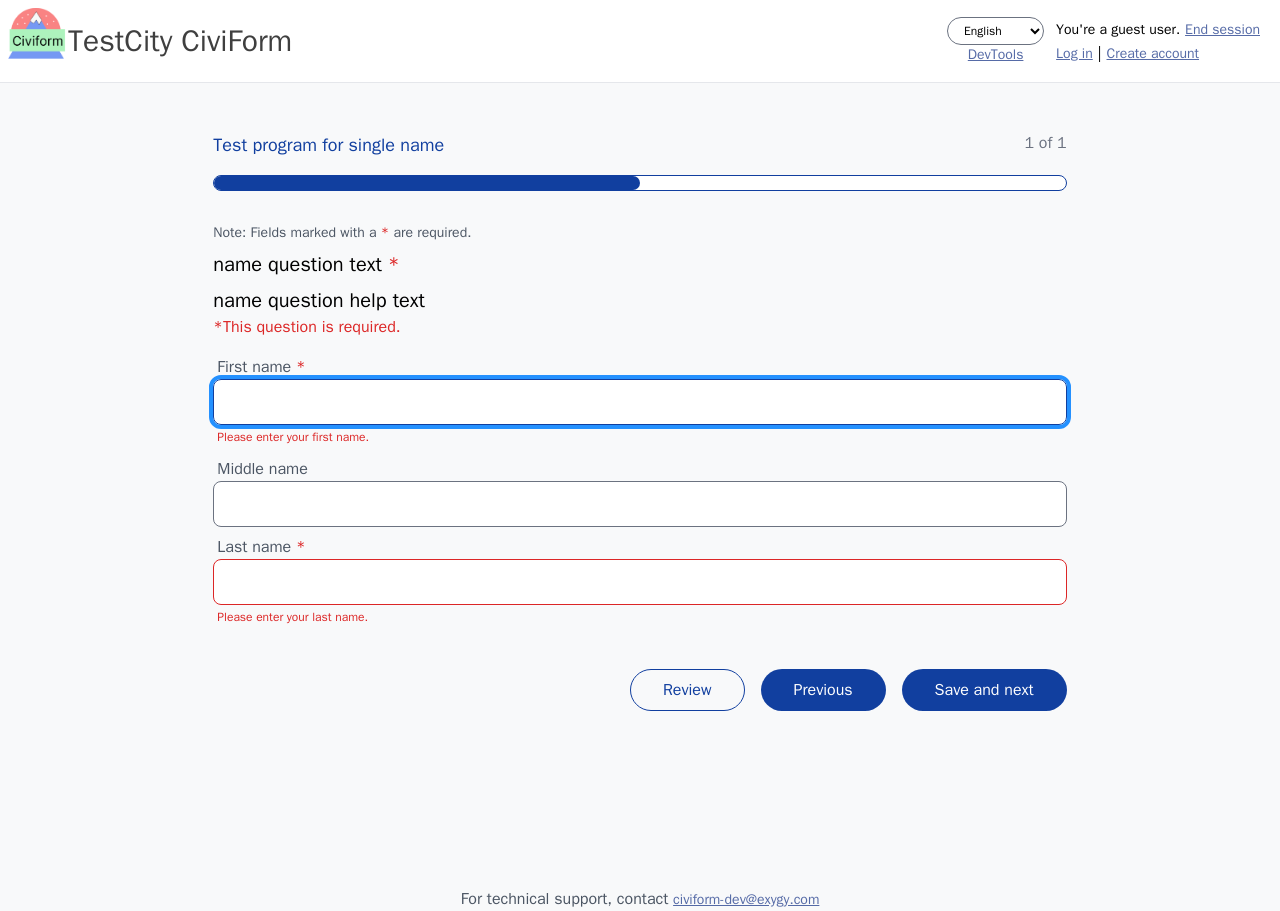 Civiform
TestCity CiviForm
English
DevTools
You're a guest user. End session
Log in | Create account
Test program for single name
1 of 1
Note: Fields marked with a * are required.
name question text *
name question help text
*This question is required.
First name *
Please enter your first name.
Middle name
Last name *
Please enter your last name.
Review
Previous
Save and next
For technical support, contact civiform-dev@exygy.com